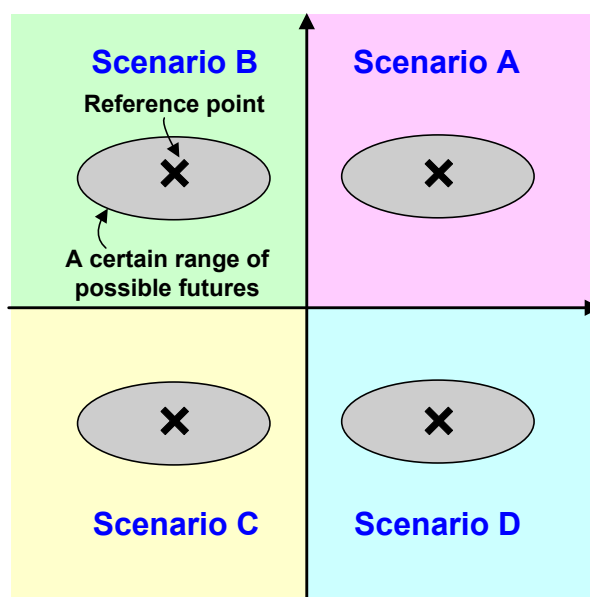 Scenario B
Scenario A
Reference point
A certain range of
possible futures
Scenario C
Scenario D